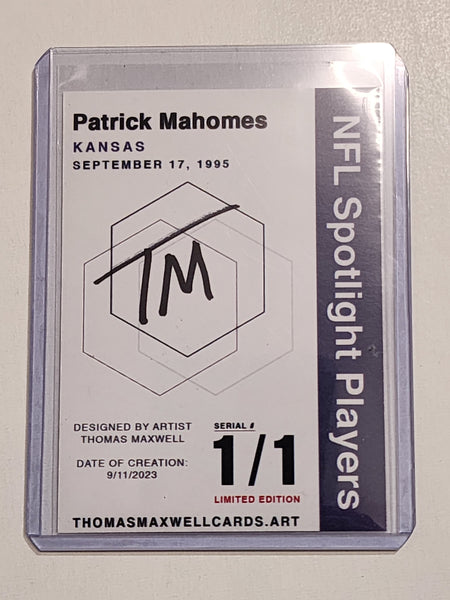 Patrick Mahomes
KANSAS
SEPTEMBER 17, 1995
TM
DESIGNED BY ARTIST
THOMAS MAXWELL
DATE OF CREATION:
9/11/2023
SERIAL #
1/1
LIMITED EDITION
THOMASMAXWELLCARDS.ART
NFL Spotlight Players